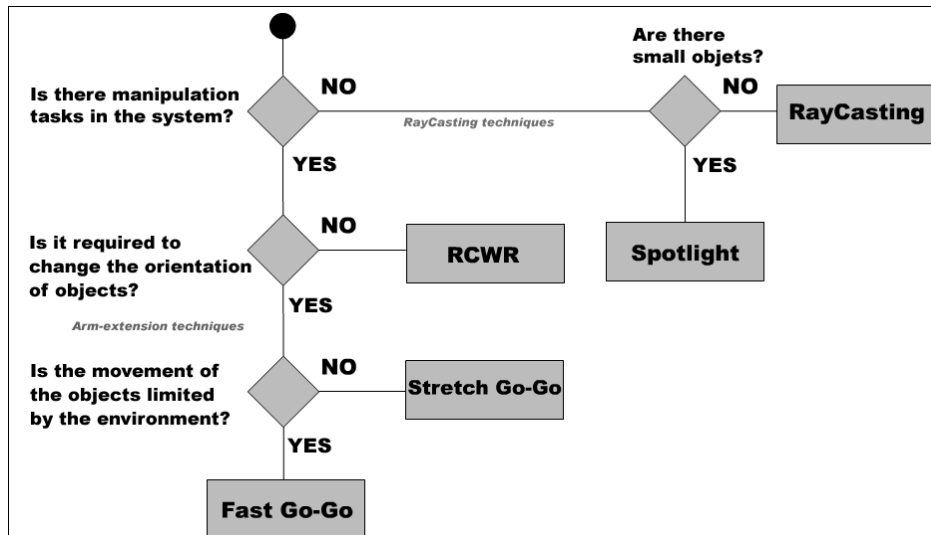 Are there
small objets?
Is there manipulation
tasks in the system?
NO
RayCasting techniques
NO
RayCasting
YES
YES
Is it required to
change the orientation
of objects?
NO
RCWR
Spotlight
YES
Arm-extension techniques
Is the movement of
the objects limited
by the environment?
NO
Stretch Go-Go
YES
Fast Go-Go